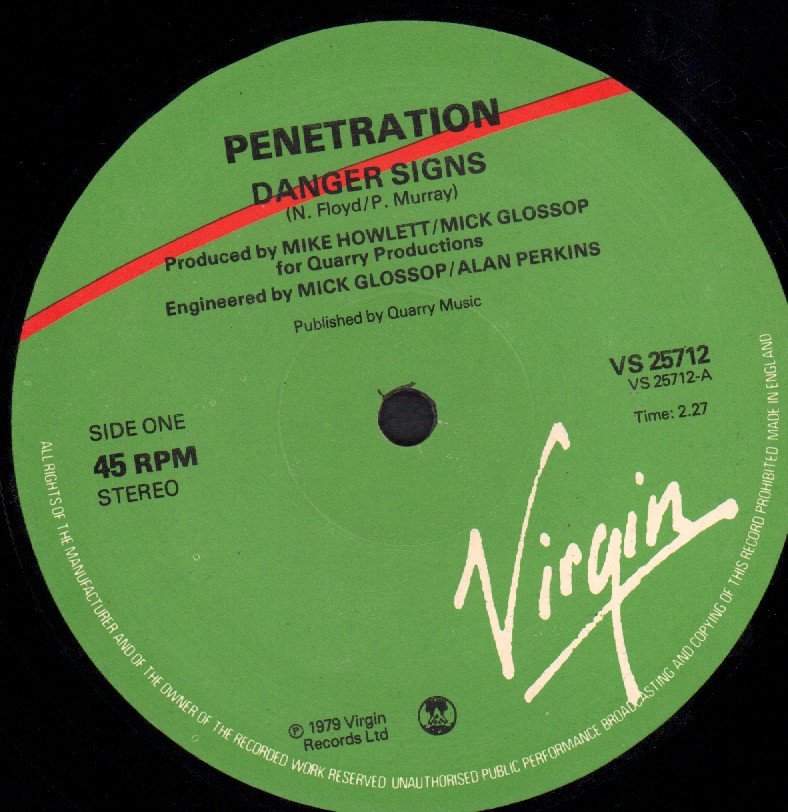 PENETRATION
DANGER SIGNS
(N. Floyd/P. Murray)
Produced by MIKE HOWLETT/MICK GLOSSOP
for Quarry Productions
Engineered by MICK GLOSSOP/ALAN PERKINS
Published by Quarry Music
VS 25712
VS 25712-A
Time: 2.27
SIDE ONE
45 RPM
STEREO
Virgin
℗ 1979 Virgin
Records Ltd
ALL RIGHTS OF THE MANUFACTURER AND OF THE OWNER OF THE RECORDED WORK RESERVED UNAUTHORISED PUBLIC PERFORMANCE BROADCASTING AND COPYING OF THIS RECORD PROHIBITED MADE IN ENGLAND